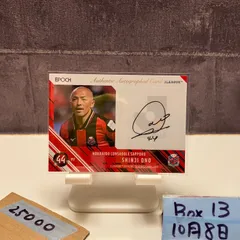 EPOCH
Authentic Autographed Card
44
HOKKAIDO CONSADOLE SAPPORO
SHINJI ONO
25000
Box 13
10月8日